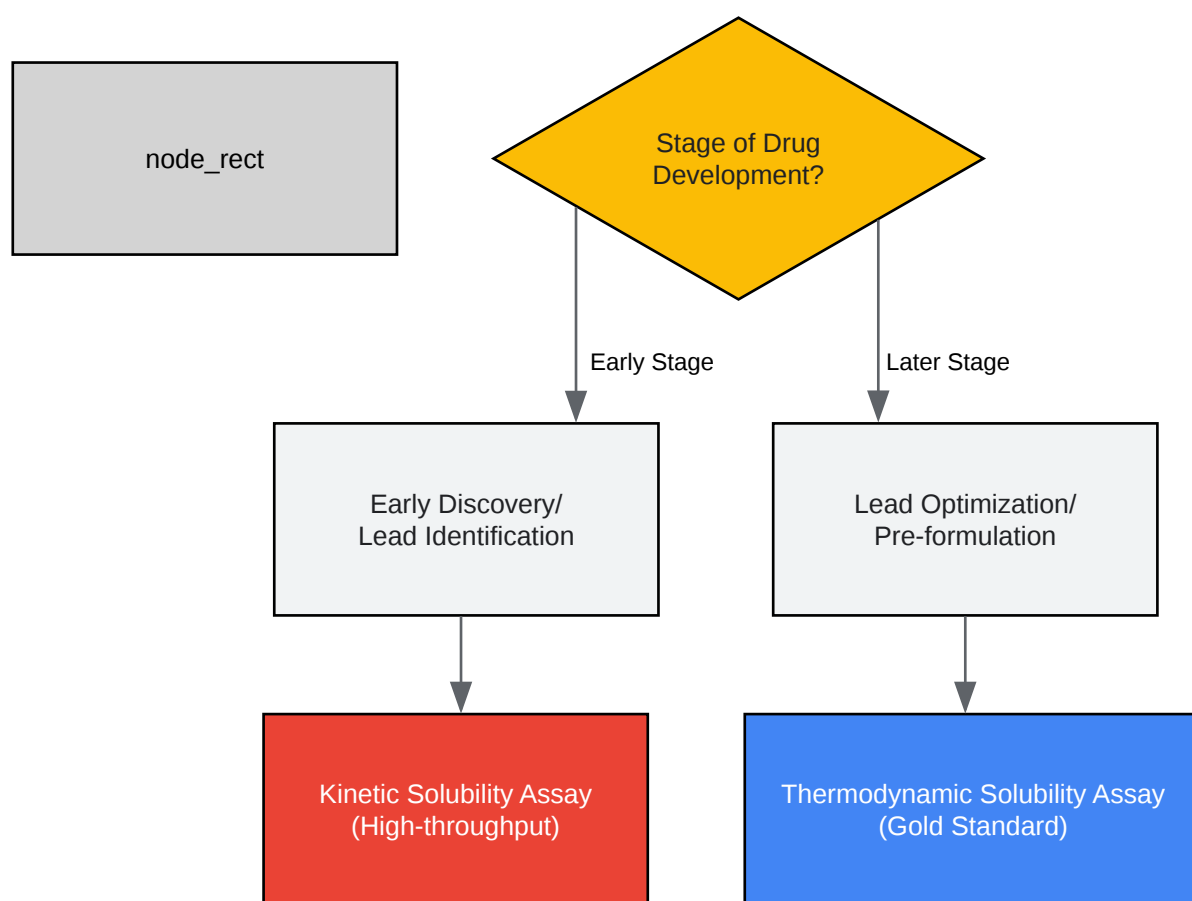 node_rect
Stage of Drug
Development?
Early Stage
Later Stage
Early Discovery/
Lead Identification
Lead Optimization/
Pre-formulation
Kinetic Solubility Assay
(High-throughput)
Thermodynamic Solubility Assay
(Gold Standard)